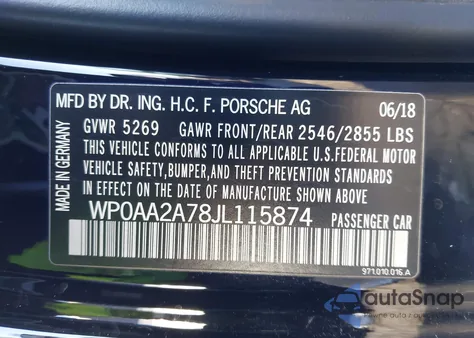 MFD BY DR. ING. H.C. F. PORSCHE AG 06/18
GVWR 5269 GAWR FRONT/REAR 2546/2855 LBS
THIS VEHICLE CONFORMS TO ALL APPLICABLE U.S.FEDERAL MOTOR
VEHICLE SAFETY,BUMPER,AND THEFT PREVENTION STANDARDS
IN EFFECT ON THE DATE OF MANUFACTURE SHOWN ABOVE.
WP0AA2A78JL115874 PASSENGER CAR
MADE IN GERMANY
971.010.016.A
autoSnap